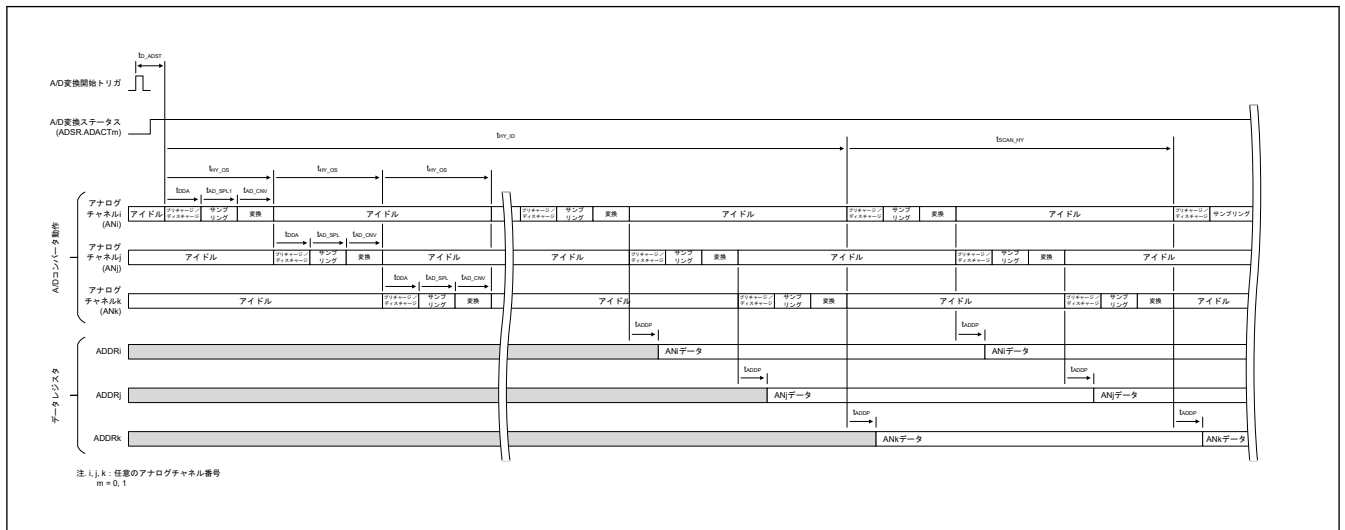 tD_ADST
A/D変換開始トリガ
A/D変換ステータス
(ADSR.ADACTm)
tHY_ID
tSCAN_HY
tHY_OS
tHY_OS
tHY_OS
tDDA
tAD_SPL1
tAD_CNV
A/Dコンバータ動作
アナログ
チャネルi
(ANi)
アイドル
プリチャージ/
ディスチャージ
サンプ
リング
変換
アイドル
プリチャージ/
ディスチャージ
サンプ
リング
変換
アイドル
プリチャージ/
ディスチャージ
サンプ
リング
変換
アイドル
プリチャージ/
ディスチャージ
サンプリング
tDDA
tAD_SPL
tAD_CNV
アナログ
チャネルj
(ANj)
アイドル
プリチャージ/
ディスチャージ
サンプ
リング
変換
アイドル
アイドル
プリチャージ/
ディスチャージ
サンプ
リング
変換
アイドル
プリチャージ/
ディスチャージ
サンプ
リング
変換
アイドル
tDDA
tAD_SPL
tAD_CNV
アナログ
チャネルk
(ANk)
アイドル
プリチャージ/
ディスチャージ
サンプ
リング
変換
アイドル
プリチャージ/
ディスチャージ
サンプ
リング
変換
アイドル
プリチャージ/
ディスチャージ
サンプ
リング
変換
アイドル
tADDP
tADDP
データレジスタ
ADDRi
ANiデータ
ANiデータ
tADDP
tADDP
ADDRj
ANjデータ
ANjデータ
tADDP
tADDP
ADDRk
ANkデータ
ANkデータ
注. i, j, k : 任意のアナログチャネル番号
m = 0, 1